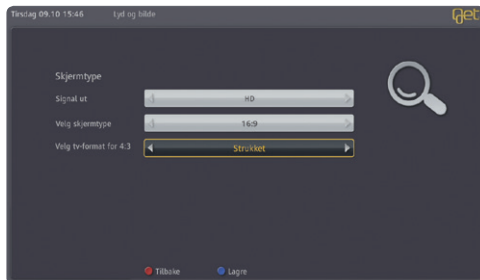 Tirsdag 09.10 15:46 Lyd og bilde
Get
Skjermtype
Signal ut HD
Velg skjermtype 16:9
Velg tv-format for 4:3 Strukket
Tilbake Lagre